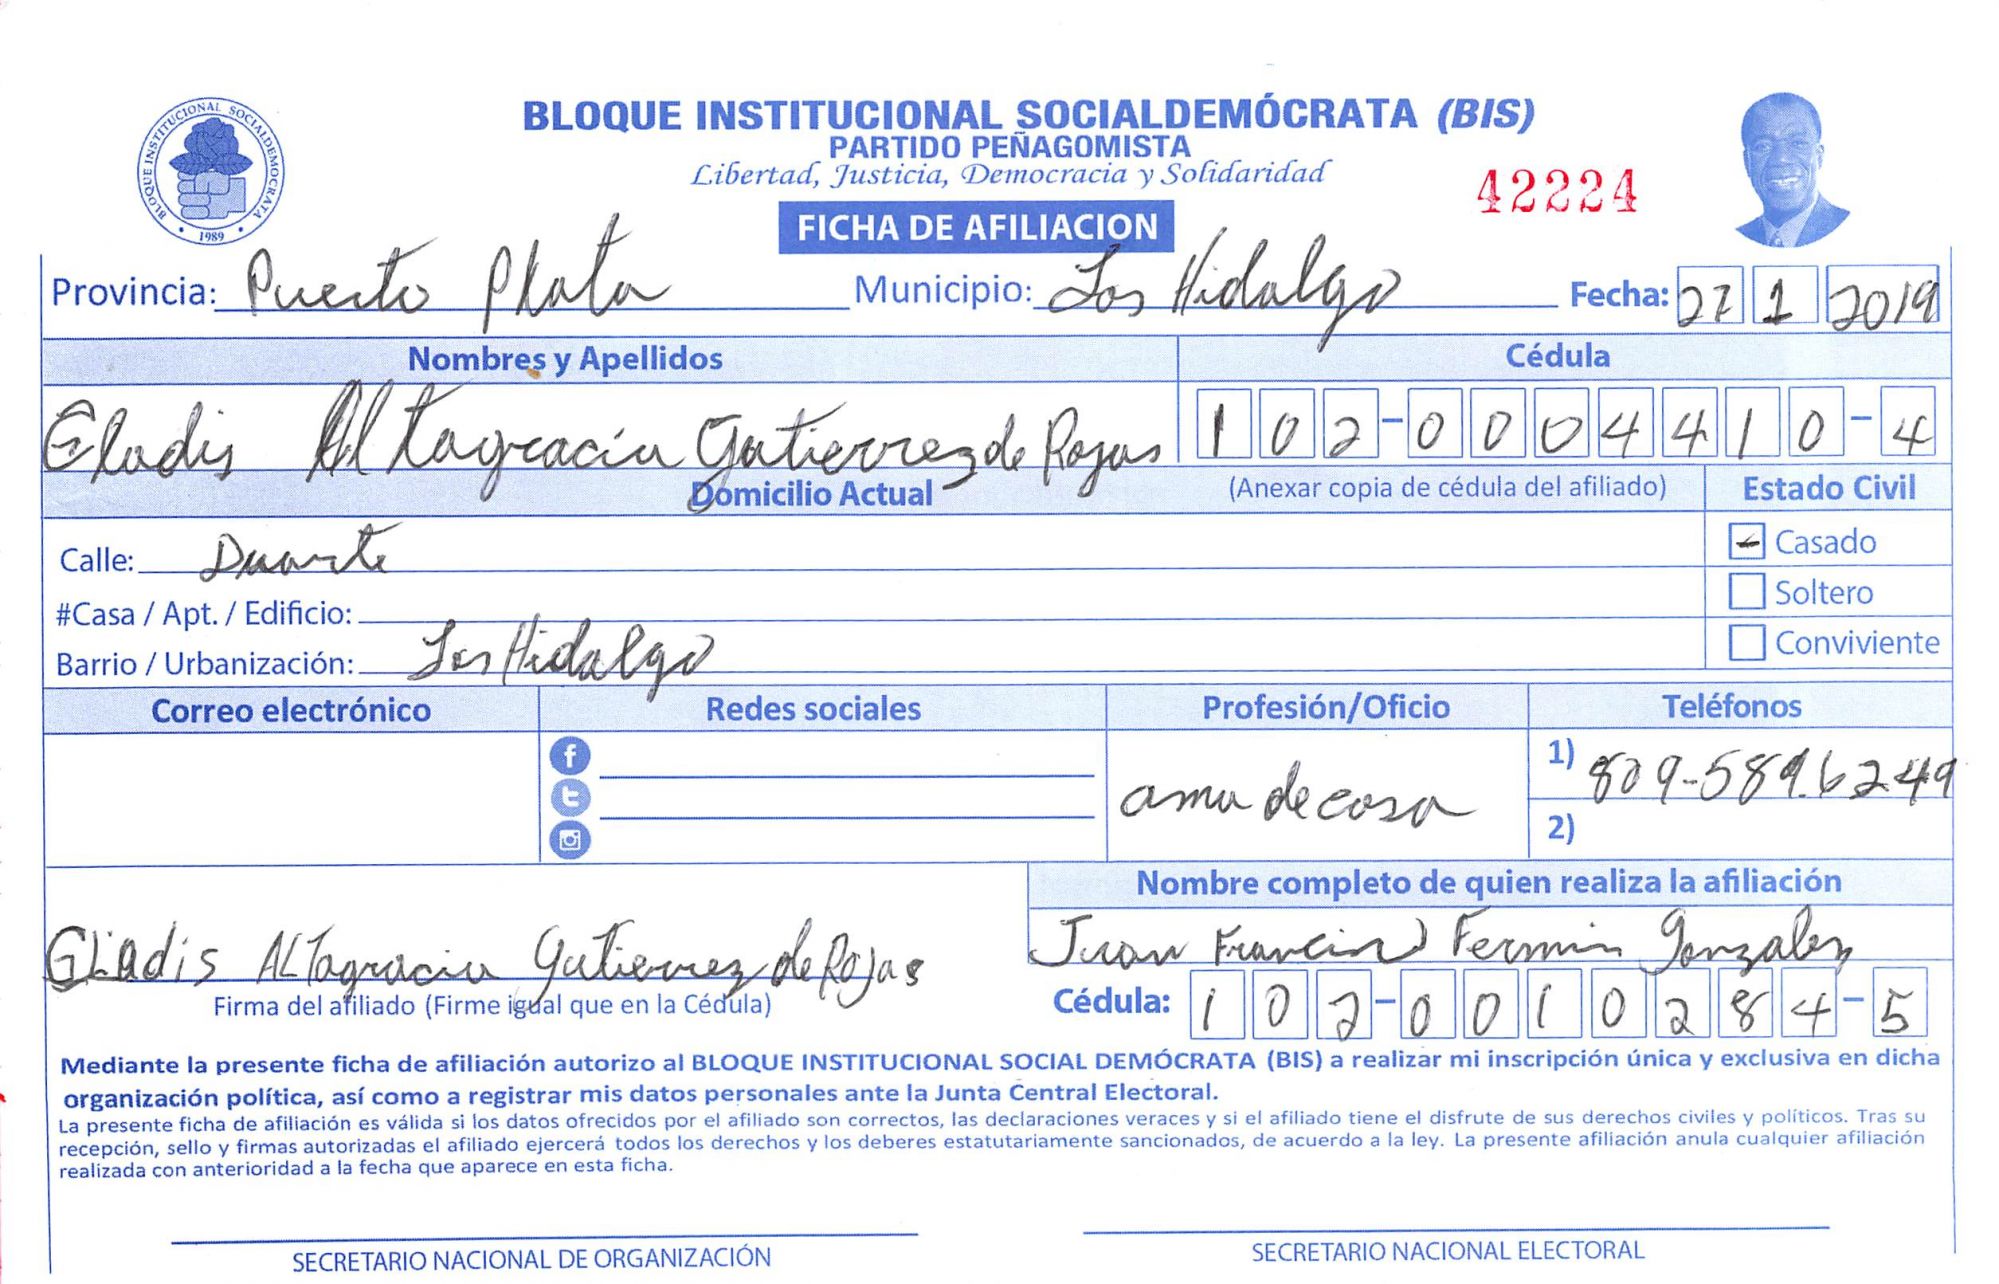 BLOQUE INSTITUCIONAL SOCIALDEMOCRATA
1989
BLOQUE INSTITUCIONAL SOCIALDEMÓCRATA (BIS)
PARTIDO PEÑAGOMISTA
Libertad, Justicia, Democracia y Solidaridad
42224
FICHA DE AFILIACION
Provincia: Puerto Plata Municipio: Los Hidalgo Fecha: 27 1 2019
Nombres y Apellidos Cédula
Gladis Altagracia Gutierrez de Rojas 102-0004410-4
Domicilio Actual (Anexar copia de cédula del afiliado) Estado Civil
Calle: Duarte Casado
#Casa / Apt. / Edificio: Soltero
Barrio / Urbanización: Los Hidalgo Conviviente
Correo electrónico Redes sociales Profesión/Oficio Teléfonos
ama de casa 1) 809-589.6249
2)
Nombre completo de quien realiza la afiliación
Gladis Altagracia Gutierrez de Rojas Juan Fermin Gonzalez
Firma del afiliado (Firme igual que en la Cédula) Cédula: 102-0010284-5
Mediante la presente ficha de afiliación autorizo al BLOQUE INSTITUCIONAL SOCIAL DEMÓCRATA (BIS) a realizar mi inscripción única y exclusiva en dicha
organización política, así como a registrar mis datos personales ante la Junta Central Electoral.
La presente ficha de afiliación es válida si los datos ofrecidos por el afiliado son correctos, las declaraciones veraces y si el afiliado tiene el disfrute de sus derechos civiles y políticos. Tras su
recepción, sello y firmas autorizadas el afiliado ejercerá todos los derechos y los deberes estatutariamente sancionados, de acuerdo a la ley. La presente afiliación anula cualquier afiliación
realizada con anterioridad a la fecha que aparece en esta ficha.
SECRETARIO NACIONAL DE ORGANIZACIÓN SECRETARIO NACIONAL ELECTORAL